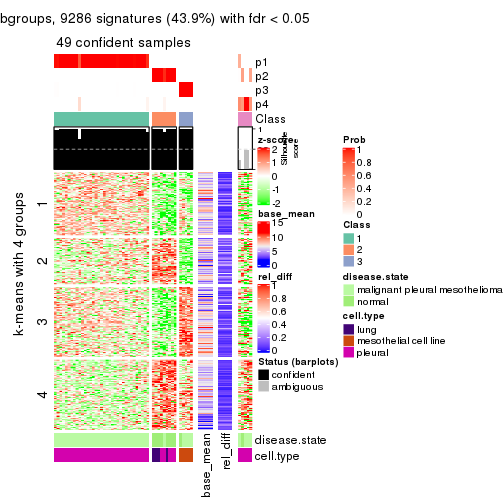 bgroups, 9286 signatures (43.9%) with fdr < 0.05
49 confident samples
p1
p2
p3
p4
Class
1
Silhouette
score
z-score
2
1
0
-1
-2
base_mean
15
10
5
0
rel_diff
1
0.8
0.6
0.4
0.2
0
Status (barplots)
confident
ambiguous
Prob
1
0.8
0.6
0.4
0.2
0
Class
1
2
3
disease.state
malignant pleural mesothelioma
normal
cell.type
lung
mesothelial cell line
pleural
k-means with 4 groups
1
2
3
4
disease.state
cell.type
base_mean
rel_diff